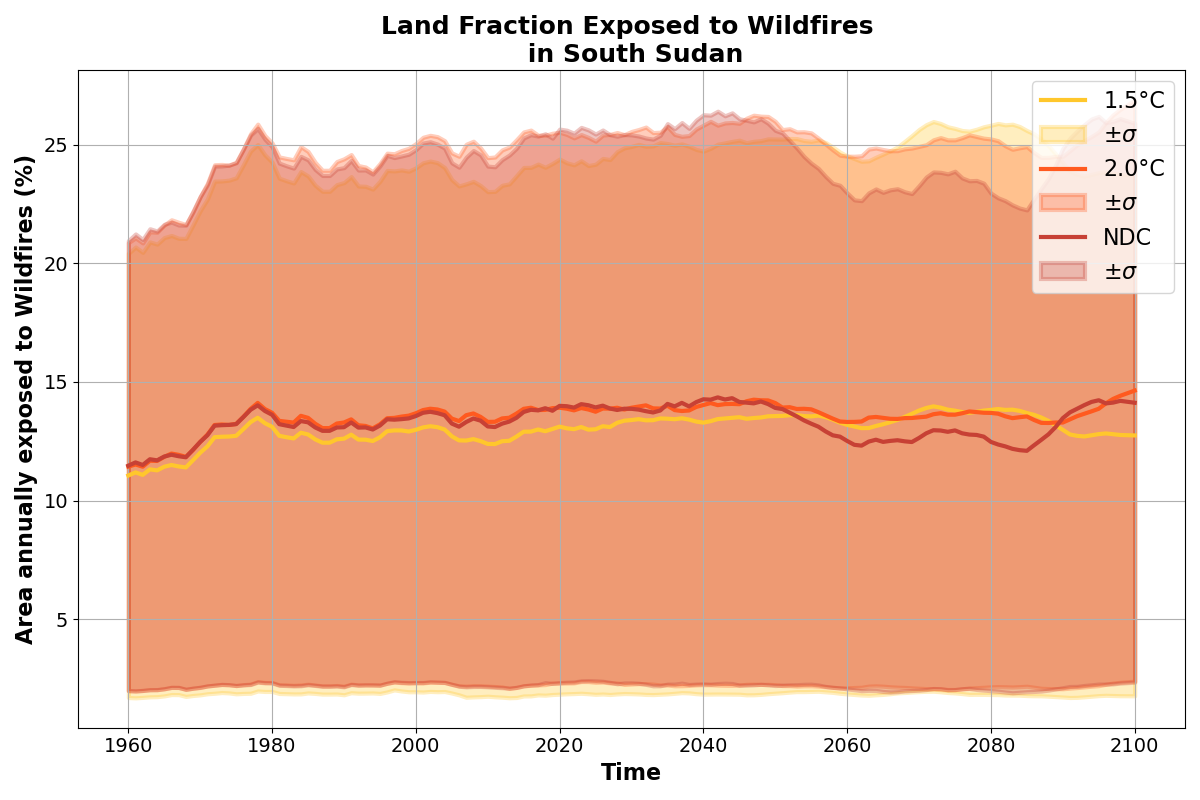 Land Fraction Exposed to Wildfires
in South Sudan
Area annually exposed to Wildfires (%)
25
20
15
10
5
1.5°C
±σ
2.0°C
±σ
NDC
±σ
1960 1980 2000 2020 2040 2060 2080 2100
Time